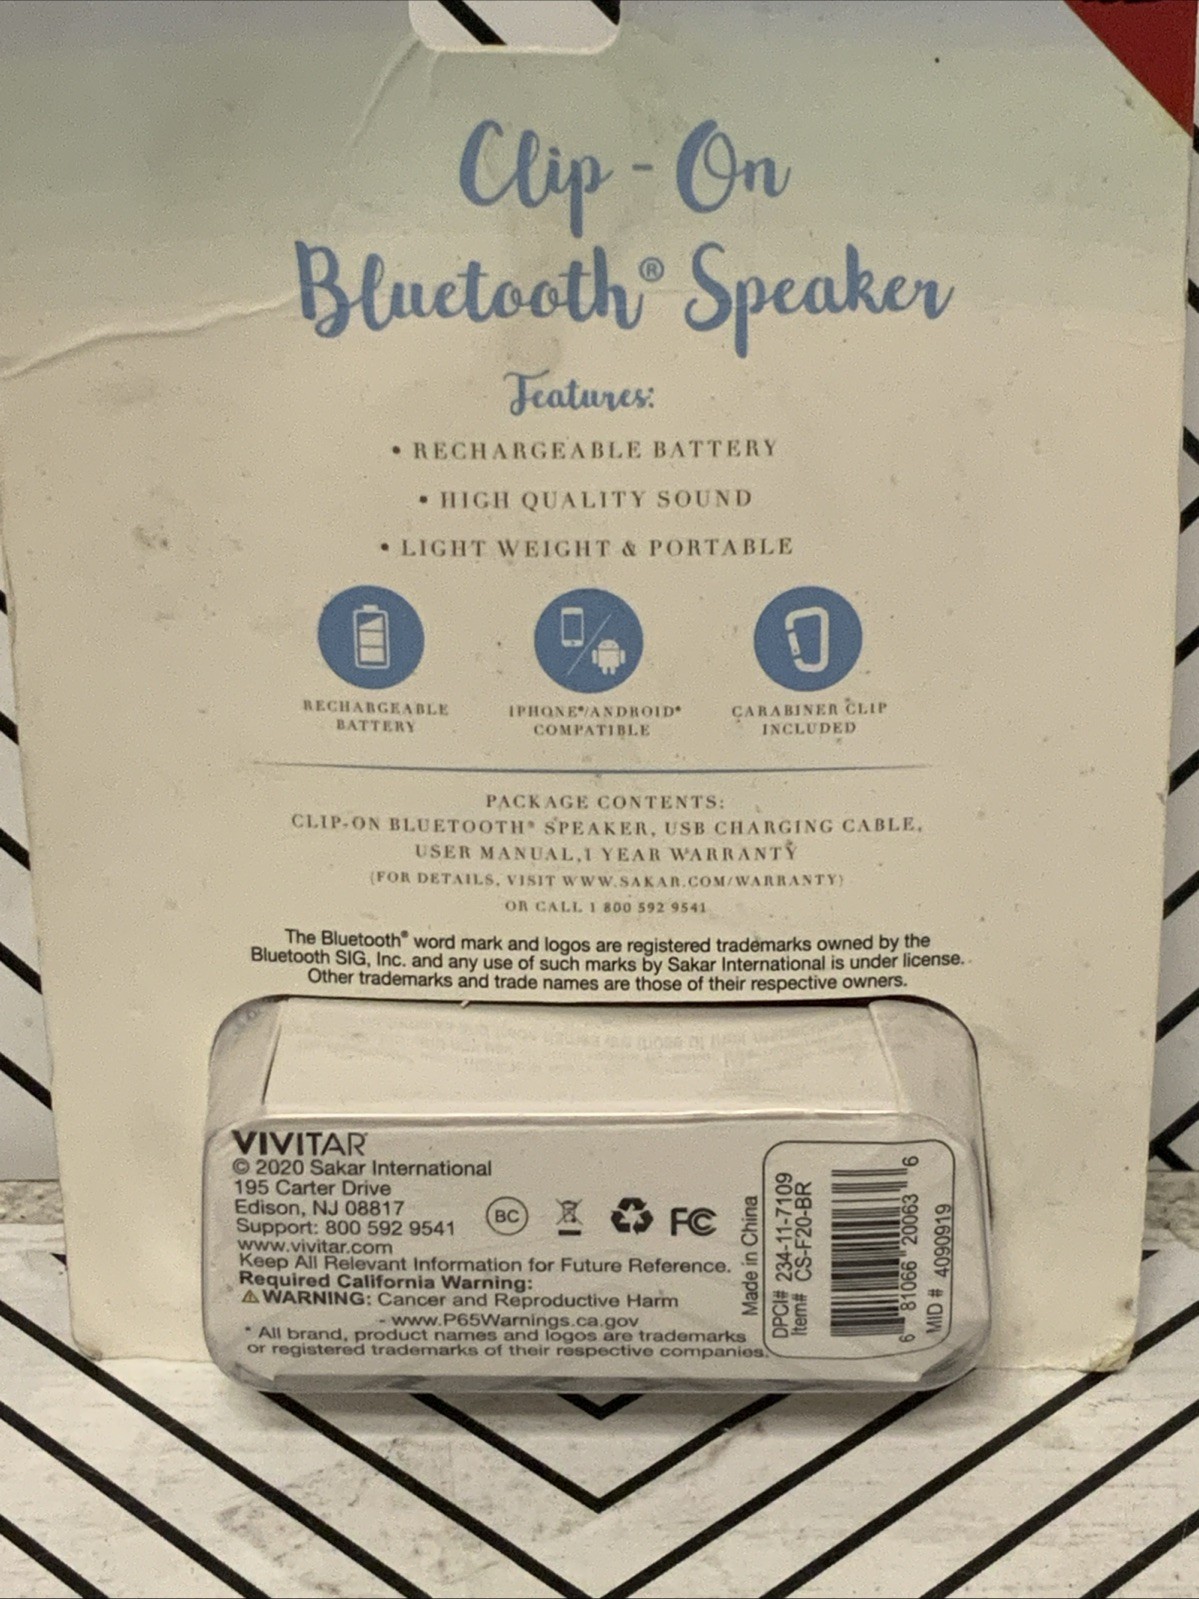 Clip - On
Bluetooth® Speaker
Features:
• RECHARGEABLE BATTERY
• HIGH QUALITY SOUND
• LIGHT WEIGHT & PORTABLE
RECHARGEABLE
BATTERY
IPHONE®/ANDROID®
COMPATIBLE
CARABINER CLIP
INCLUDED
PACKAGE CONTENTS:
CLIP-ON BLUETOOTH® SPEAKER, USB CHARGING CABLE,
USER MANUAL,1 YEAR WARRANTY
(FOR DETAILS, VISIT WWW.SAKAR.COM/WARRANTY)
OR CALL 1 800 592 9541
The Bluetooth® word mark and logos are registered trademarks owned by the
Bluetooth SIG, Inc. and any use of such marks by Sakar International is under license.
Other trademarks and trade names are those of their respective owners.
VIVITAR
© 2020 Sakar International
195 Carter Drive
Edison, NJ 08817
Support: 800 592 9541
www.vivitar.com
Keep All Relevant Information for Future Reference.
Required California Warning:
⚠WARNING: Cancer and Reproductive Harm
- www.P65Warnings.ca.gov
* All brand, product names and logos are trademarks
or registered trademarks of their respective companies.
BC
FC
Made in China
DPCI# 234-11-7109
Item# CS-F20-BR
6 81066 20063 6
MID # 4090919